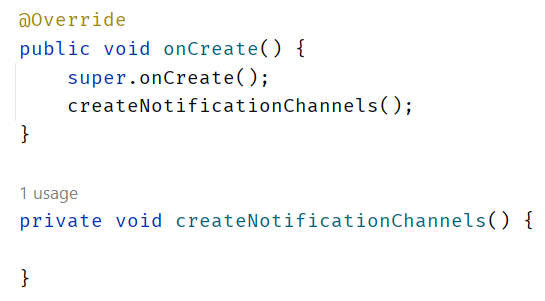 @Override
public void onCreate() {
    super.onCreate();
    createNotificationChannels();
}
1 usage
private void createNotificationChannels() {
}